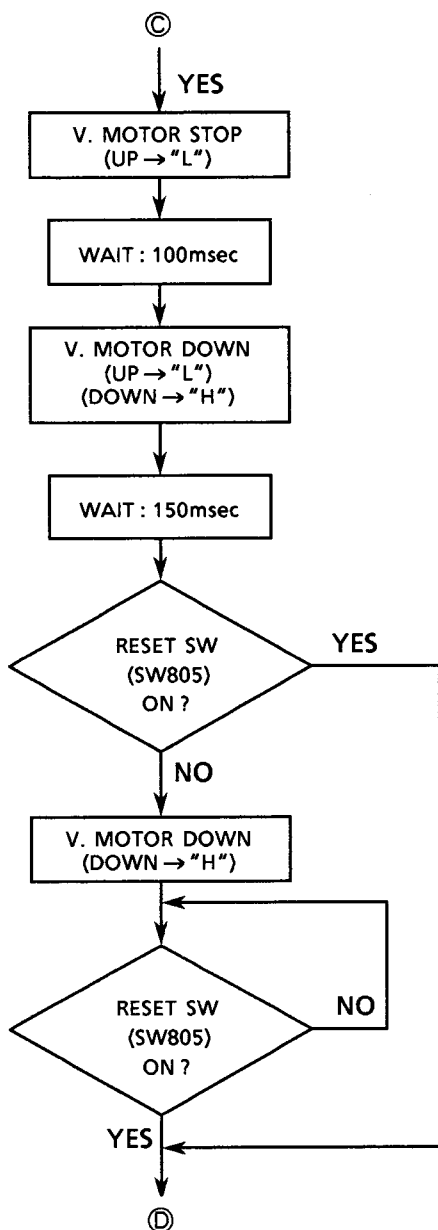 Ⓒ
YES
V. MOTOR STOP
(UP → "L")
WAIT : 100msec
V. MOTOR DOWN
(UP → "L")
(DOWN → "H")
WAIT : 150msec
RESET SW
(SW805)
ON ?
YES
NO
V. MOTOR DOWN
(DOWN → "H")
RESET SW
(SW805)
ON ?
NO
YES
Ⓓ